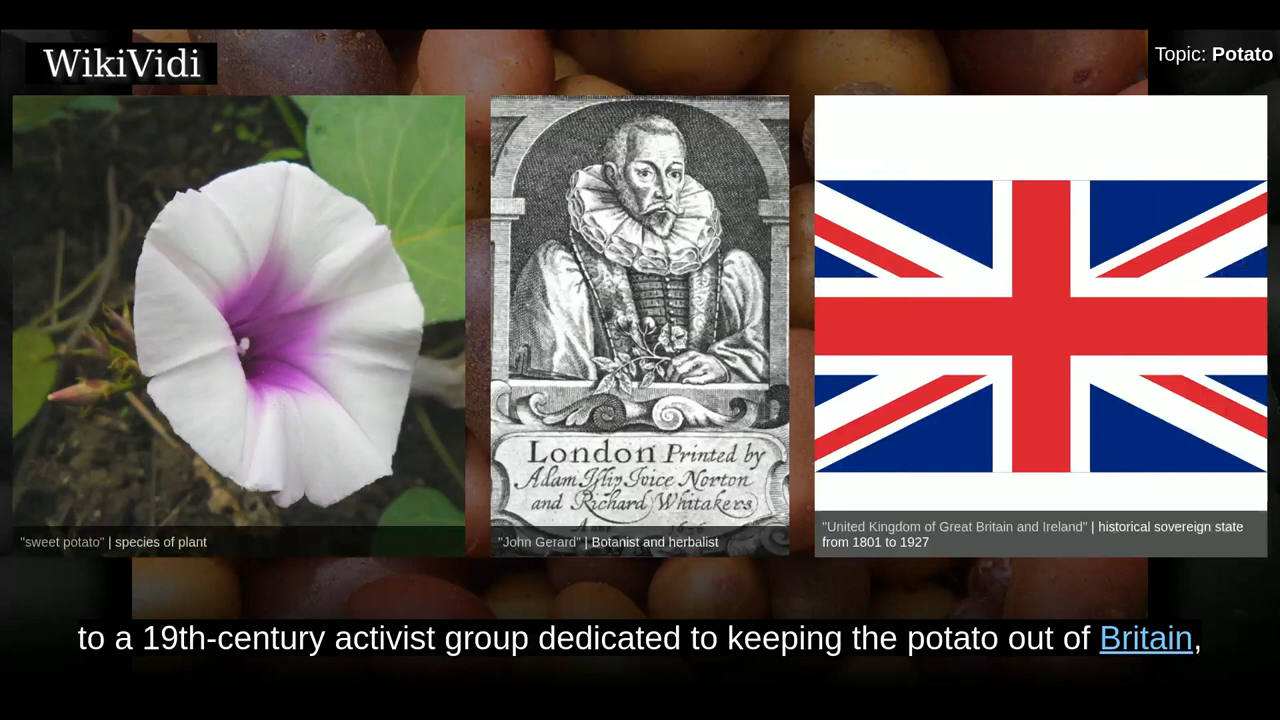 WikiVidi
Topic: Potato
London Printed by
Adam Islip Joice Norton
and Richard Whitakers
"sweet potato" | species of plant
"John Gerard" | Botanist and herbalist
"United Kingdom of Great Britain and Ireland" | historical sovereign state
from 1801 to 1927
to a 19th-century activist group dedicated to keeping the potato out of Britain,